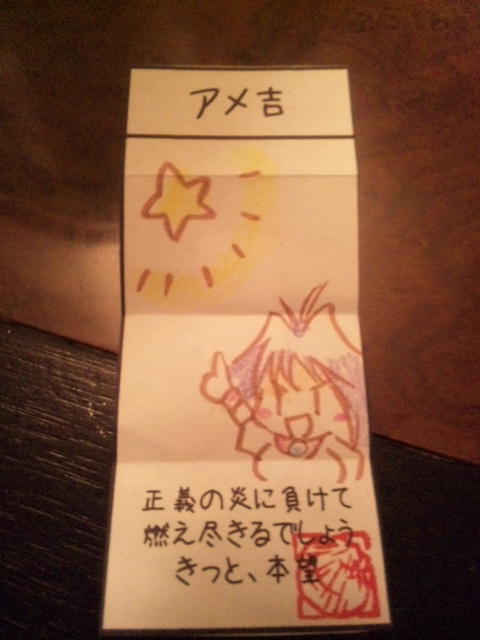 アメ吉
正義の炎に負けて
燃え尽きるでしょう
きっと、本望